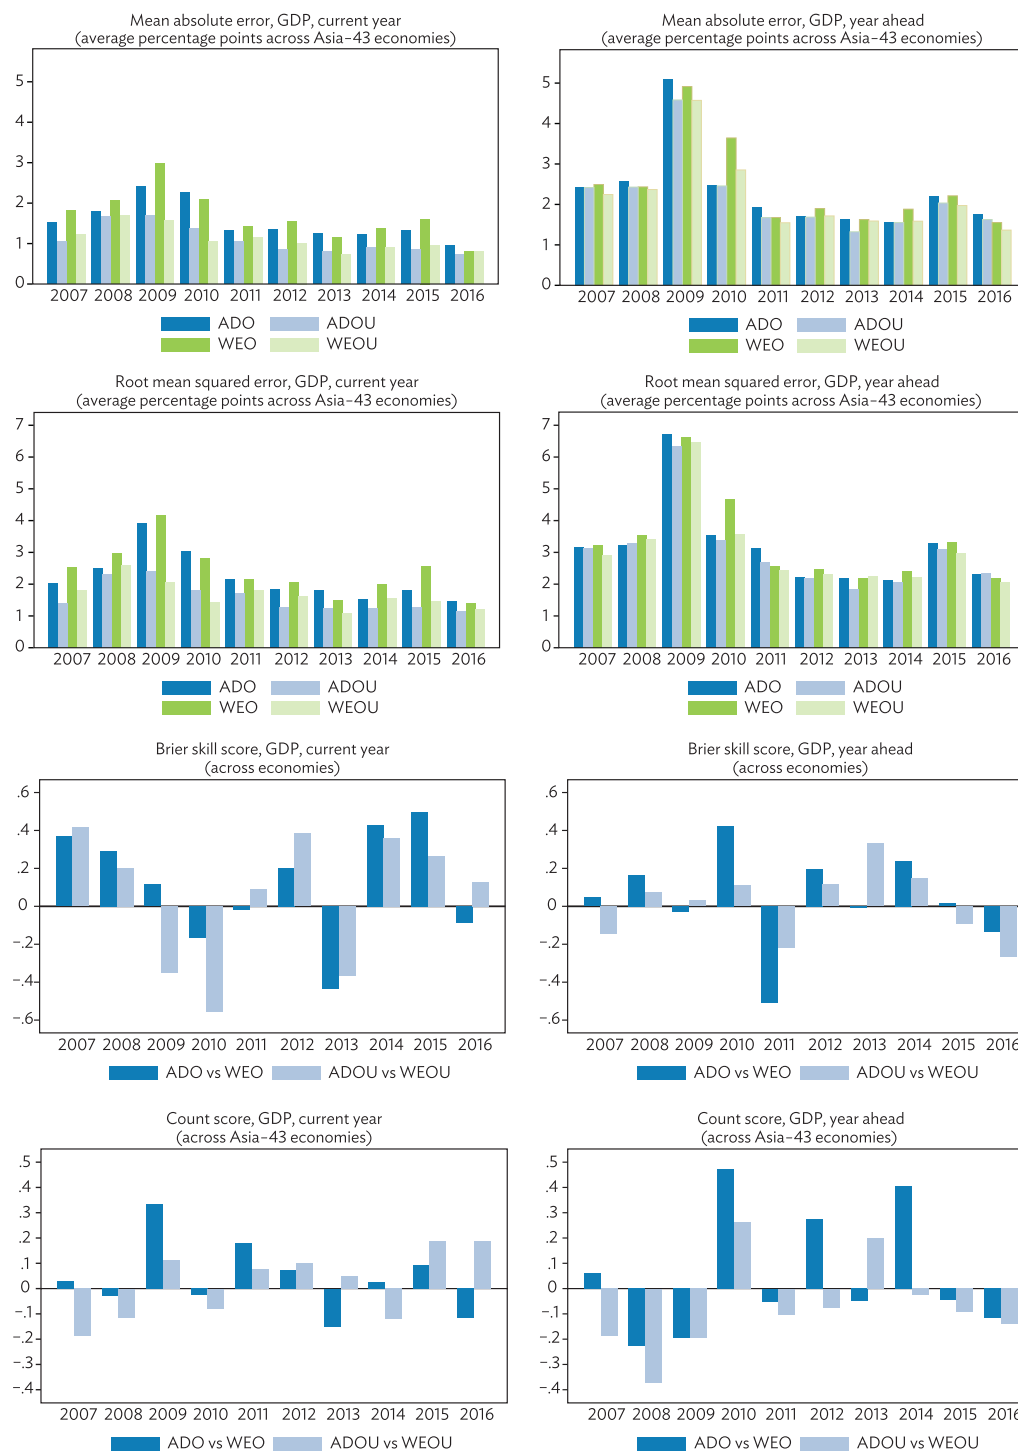 Mean absolute error, GDP, current year
(average percentage points across Asia–43 economies)
5
4
3
2
1
0
2007 2008 2009 2010 2011 2012 2013 2014 2015 2016
ADO ADOU
WEO WEOU
Mean absolute error, GDP, year ahead
(average percentage points across Asia–43 economies)
5
4
3
2
1
0
2007 2008 2009 2010 2011 2012 2013 2014 2015 2016
ADO ADOU
WEO WEOU
Root mean squared error, GDP, current year
(average percentage points across Asia–43 economies)
7
6
5
4
3
2
1
0
2007 2008 2009 2010 2011 2012 2013 2014 2015 2016
ADO ADOU
WEO WEOU
Root mean squared error, GDP, year ahead
(average percentage points across Asia–43 economies)
7
6
5
4
3
2
1
0
2007 2008 2009 2010 2011 2012 2013 2014 2015 2016
ADO ADOU
WEO WEOU
Brier skill score, GDP, current year
(across economies)
.6
.4
.2
0
–.2
–.4
–.6
2007 2008 2009 2010 2011 2012 2013 2014 2015 2016
ADO vs WEO ADOU vs WEOU
Brier skill score, GDP, year ahead
(across economies)
.6
.4
.2
0
–.2
–.4
–.6
2007 2008 2009 2010 2011 2012 2013 2014 2015 2016
ADO vs WEO ADOU vs WEOU
Count score, GDP, current year
(across Asia–43 economies)
.5
.4
.3
.2
.1
0
–.1
–.2
–.3
–.4
2007 2008 2009 2010 2011 2012 2013 2014 2015 2016
ADO vs WEO ADOU vs WEOU
Count score, GDP, year ahead
(across Asia–43 economies)
.5
.4
.3
.2
.1
0
–.1
–.2
–.3
–.4
2007 2008 2009 2010 2011 2012 2013 2014 2015 2016
ADO vs WEO ADOU vs WEOU